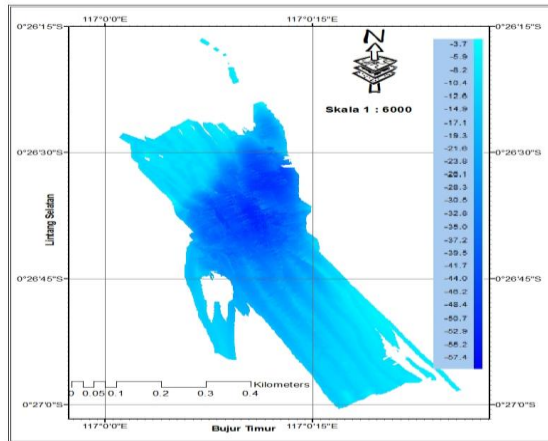 117°0'0"E 117°0'15"E
0°26'15"S 0°26'15"S
N
Skala 1 : 6000
-3.7
-5.9
-8.2
-10.4
-12.6
-14.9
-17.1
-19.3
-21.6
-23.8
-26.1
-28.3
-30.5
-32.8
-35.0
-37.2
-39.5
-41.7
-44.0
-46.2
-48.4
-50.7
-52.9
-55.2
-57.4
0°26'30"S 0°26'30"S
Lintang Selatan
0°26'45"S 0°26'45"S
Kilometers
0 0.05 0.1 0.2 0.3 0.4
0°27'0"S 0°27'0"S
117°0'0"E 117°0'15"E
Bujur Timur